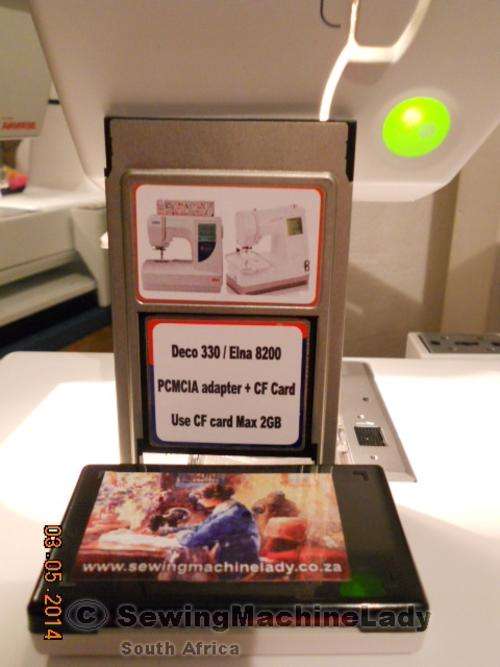 Deco 330 / Elna 8200
PCMCIA adapter + CF Card
Use CF card Max 2GB
www.sewingmachinelady.co.za
03.05.2014
© SewingMachineLady
South Africa